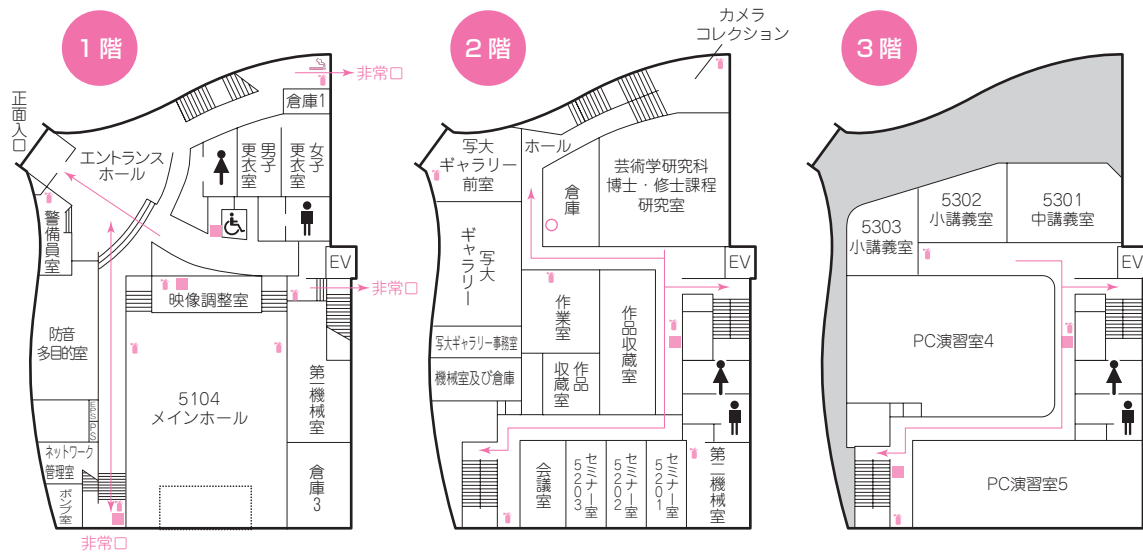 1階
非常口
倉庫1
正面入口
エントランス
ホール
男子
更衣室
女子
更衣室
警備員室
EV
映像調整室
非常口
防音
多目的室
5104
メインホール
第一機械室
EPS
PS
ネットワーク
管理室
ポンプ室
倉庫3
非常口
2階
カメラ
コレクション
写大
ギャラリー
前室
ホール
倉庫
芸術学研究科
博士・修士課程
研究室
写大
ギャラリー
EV
作業室
作品収蔵室
写大ギャラリー事務室
機械室及び倉庫
作品
収蔵室
会議室
セミナー室
5203
セミナー室
5202
セミナー室
5201
第二機械室
3階
5303
小講義室
5302
小講義室
5301
中講義室
EV
PC演習室4
PC演習室5